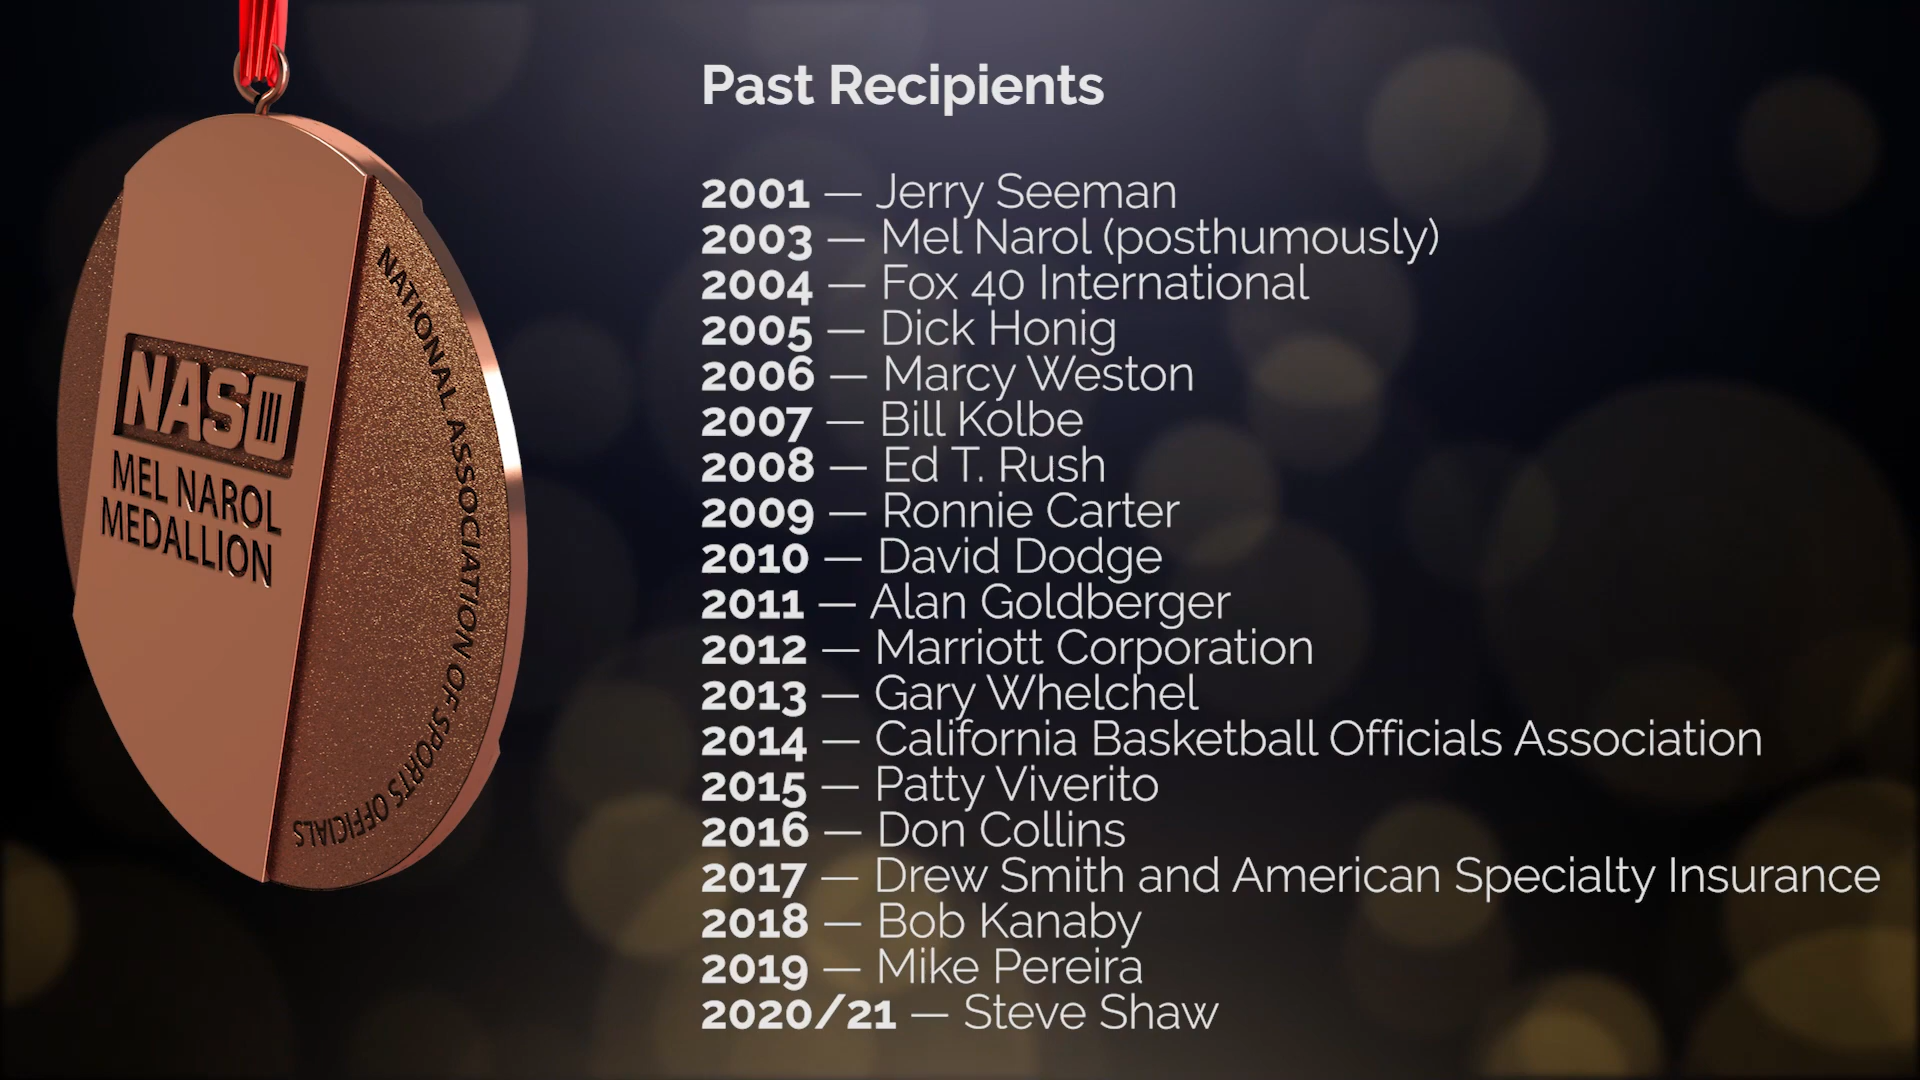 NASO
MEL NAROL
MEDALLION
NATIONAL ASSOCIATION OF SPORTS OFFICIALS
Past Recipients
2001 — Jerry Seeman
2003 — Mel Narol (posthumously)
2004 — Fox 40 International
2005 — Dick Honig
2006 — Marcy Weston
2007 — Bill Kolbe
2008 — Ed T. Rush
2009 — Ronnie Carter
2010 — David Dodge
2011 — Alan Goldberger
2012 — Marriott Corporation
2013 — Gary Whelchel
2014 — California Basketball Officials Association
2015 — Patty Viverito
2016 — Don Collins
2017 — Drew Smith and American Specialty Insurance
2018 — Bob Kanaby
2019 — Mike Pereira
2020/21 — Steve Shaw